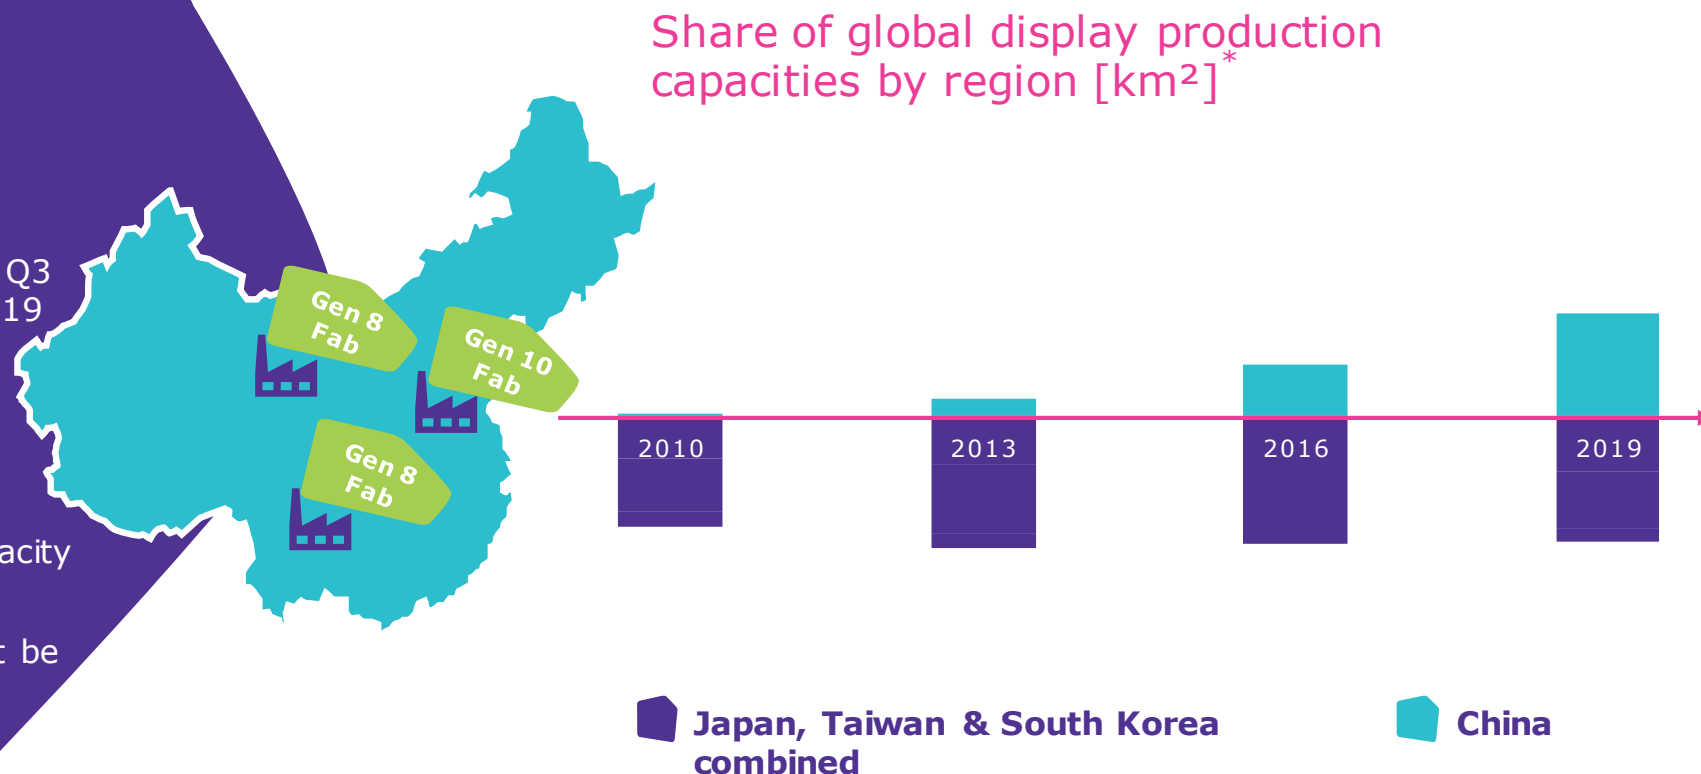 Share of global display production
capacities by region [km²]*
Q3
19
Gen 8
Fab
Gen 10
Fab
Gen 8
Fab
acity
be
2010
2013
2016
2019
Japan, Taiwan & South Korea
combined
China